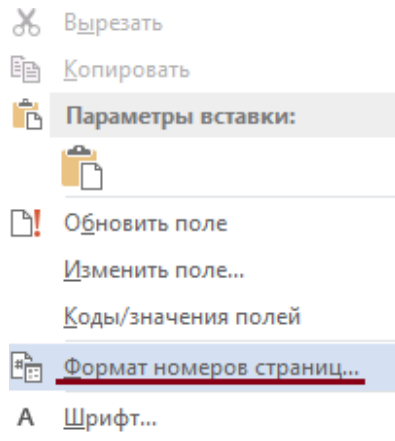 Вырезать
Копировать
Параметры вставки:
Обновить поле
Изменить поле...
Коды/значения полей
Формат номеров страниц...
Шрифт...